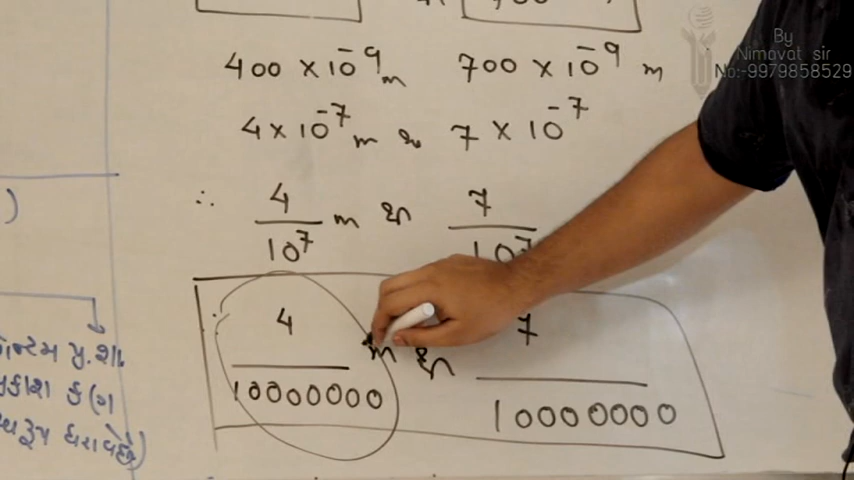 By
Nimavat sir
No:-9979858529
400 × 10⁻⁹ m 700 × 10⁻⁹ m
4 × 10⁻⁷ m થી 7 × 10⁻⁷
∴ 4/10⁷ m થી 7/10⁷
4/10000000 m થી 7/10000000
પ્રકાશ ક